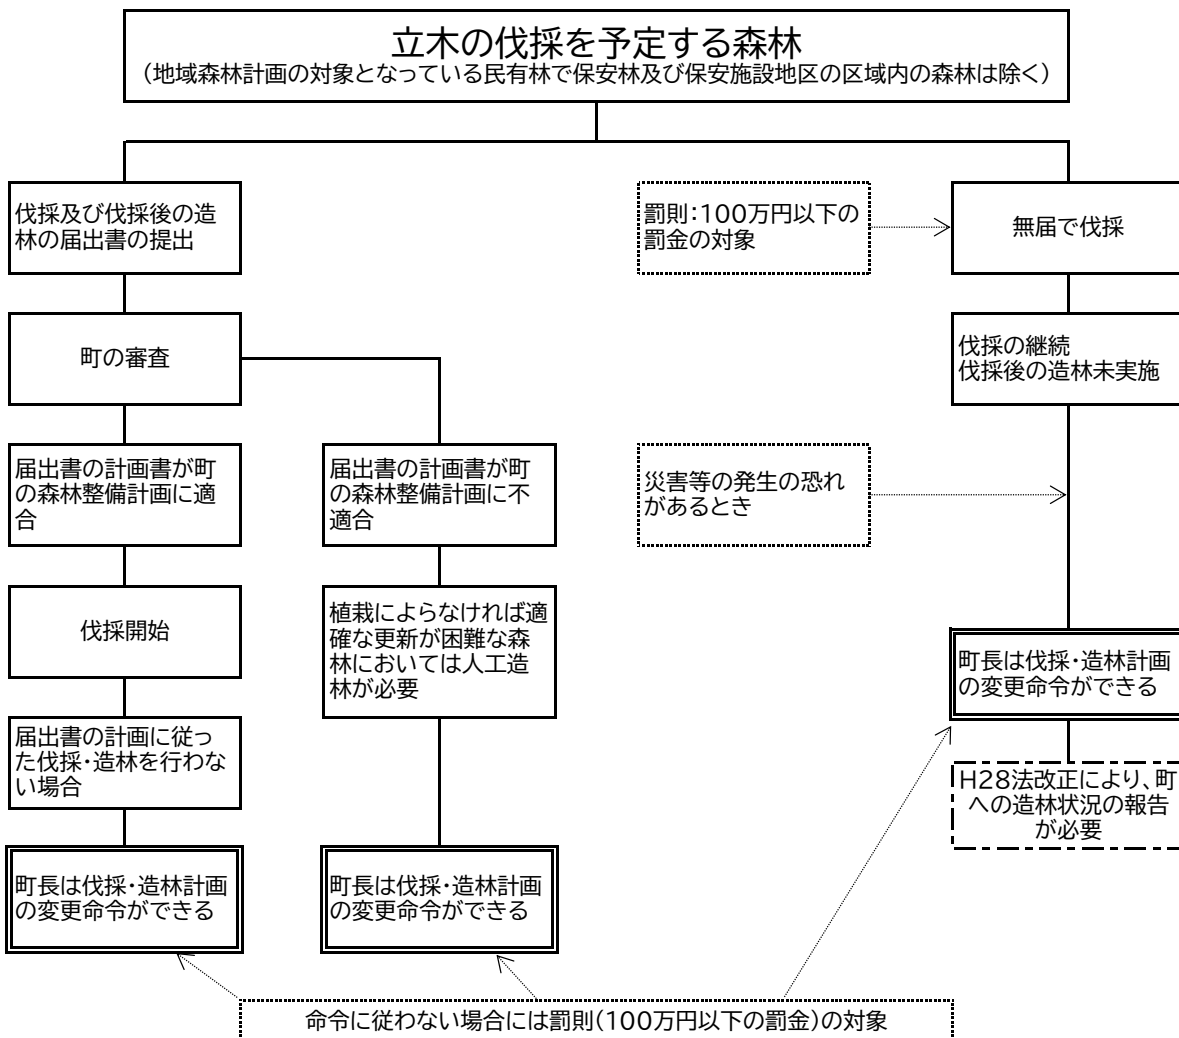 立木の伐採を予定する森林
（地域森林計画の対象となっている民有林で保安林及び保安施設地区の区域内の森林は除く）
伐採及び伐採後の造
林の届出書の提出
罰則：100万円以下の
罰金の対象
無届で伐採
町の審査
伐採の継続
伐採後の造林未実施
届出書の計画書が町
の森林整備計画に適
合
届出書の計画書が町
の森林整備計画に不
適合
災害等の発生の恐れ
があるとき
伐採開始
植栽によらなければ適
確な更新が困難な森
林においては人工造
林が必要
町長は伐採・造林計画
の変更命令ができる
届出書の計画に従っ
た伐採・造林を行わな
い場合
H28法改正により、町
への造林状況の報告
が必要
町長は伐採・造林計画
の変更命令ができる
町長は伐採・造林計画
の変更命令ができる
命令に従わない場合には罰則（100万円以下の罰金）の対象